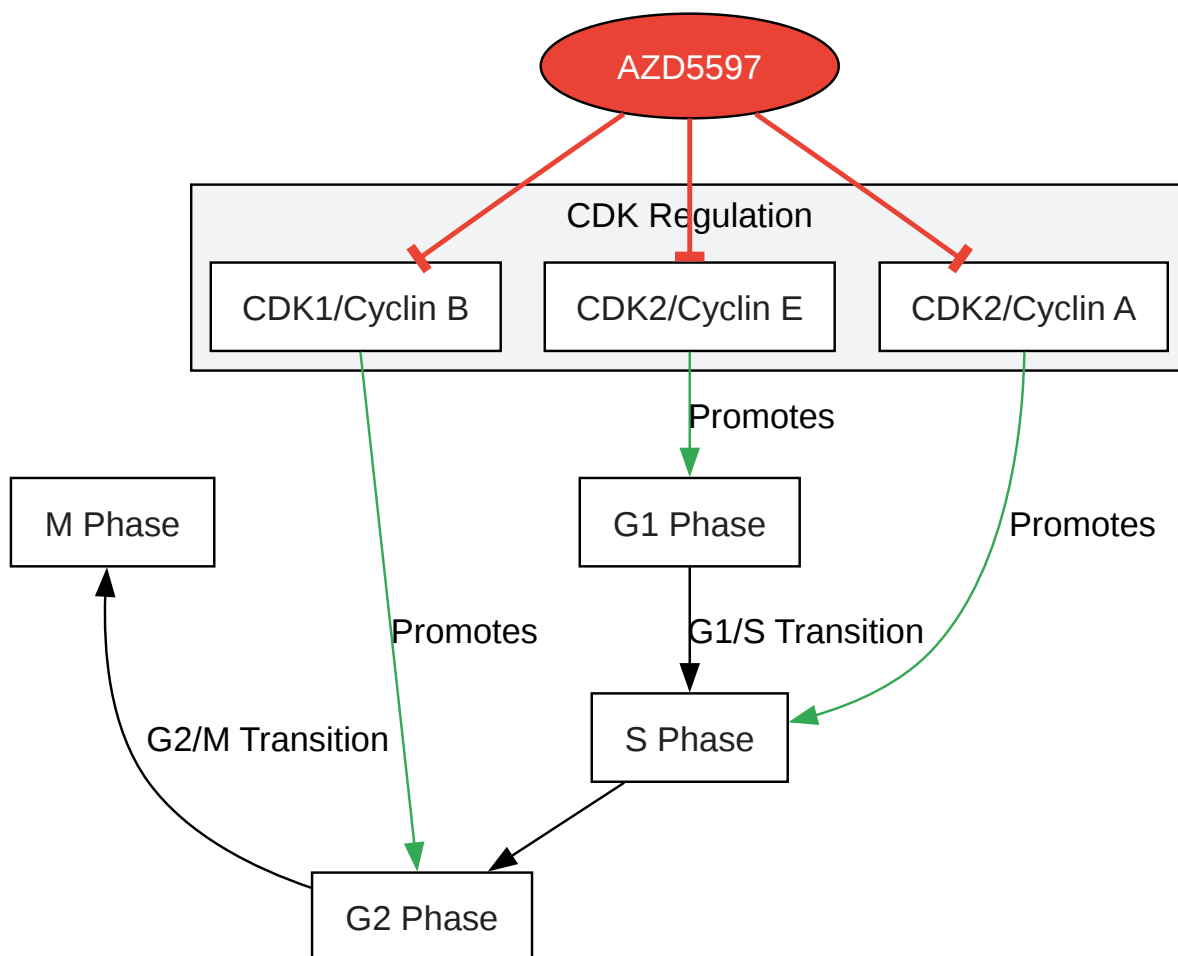 AZD5597
CDK Regulation
CDK1/Cyclin B
CDK2/Cyclin E
CDK2/Cyclin A
Promotes
M Phase
G1 Phase
Promotes
Promotes
G1/S Transition
G2/M Transition
S Phase
G2 Phase